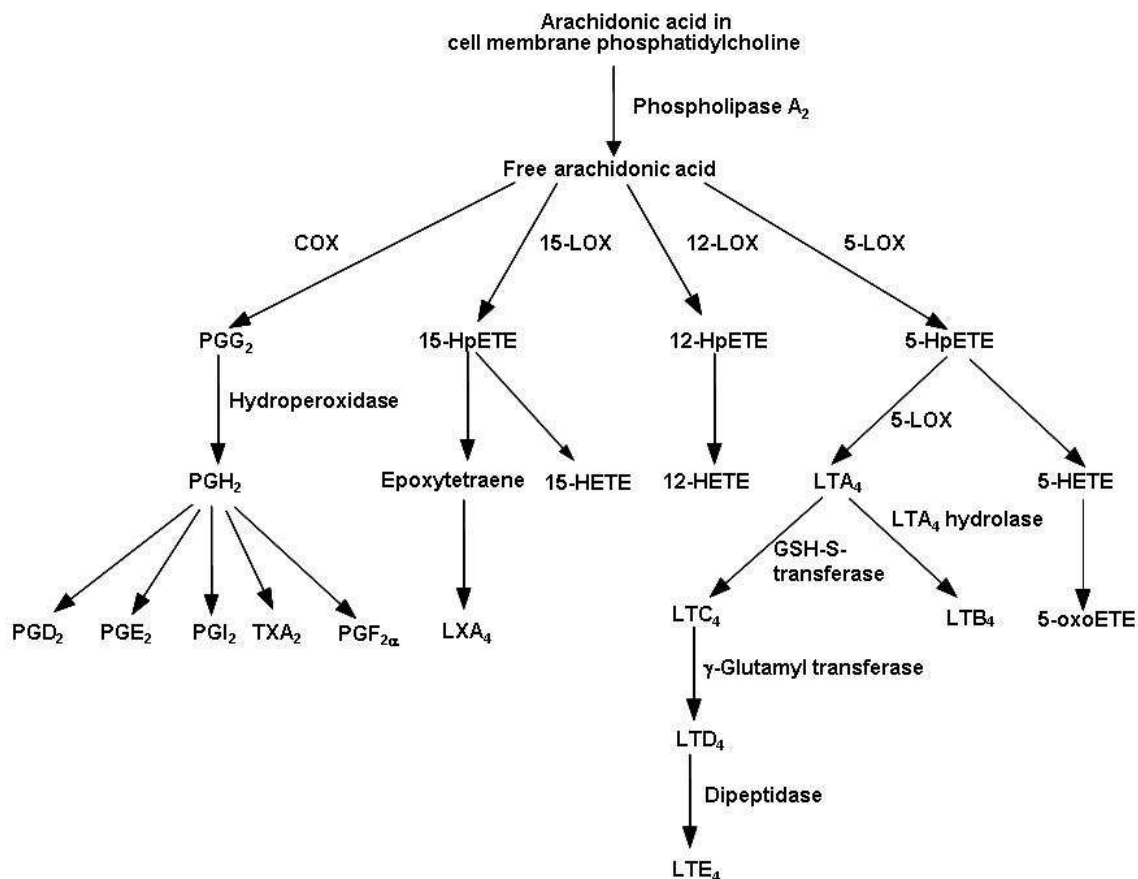 Arachidonic acid in
cell membrane phosphatidylcholine
Phospholipase A₂
Free arachidonic acid
COX
15-LOX
12-LOX
5-LOX
PGG₂
15-HpETE
12-HpETE
5-HpETE
Hydroperoxidase
5-LOX
PGH₂
Epoxytetraene
15-HETE
12-HETE
LTA₄
5-HETE
LTA₄ hydrolase
GSH-S-
transferase
PGD₂
PGE₂
PGI₂
TXA₂
PGF₂α
LXA₄
LTC₄
LTB₄
5-oxoETE
γ-Glutamyl transferase
LTD₄
Dipeptidase
LTE₄